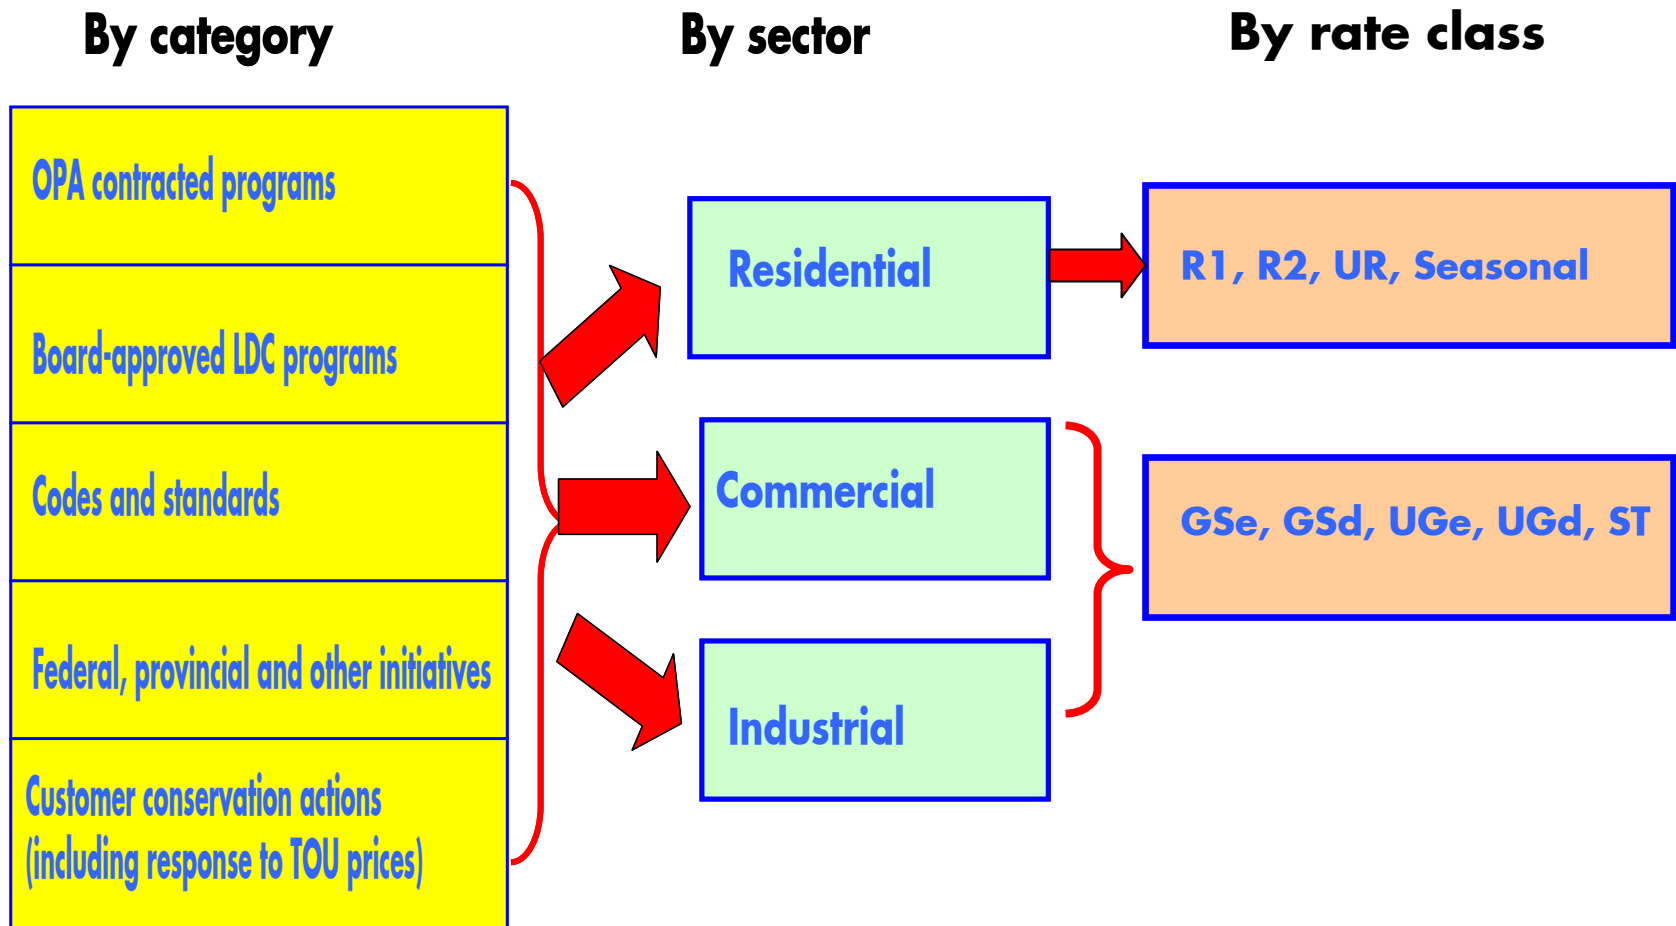 By category
By sector
By rate class
OPA contracted programs
Board-approved LDC programs
Codes and standards
Federal, provincial and other initiatives
Customer conservation actions
(including response to TOU prices)
Residential
Commercial
Industrial
R1, R2, UR, Seasonal
GSe, GSd, UGe, UGd, ST